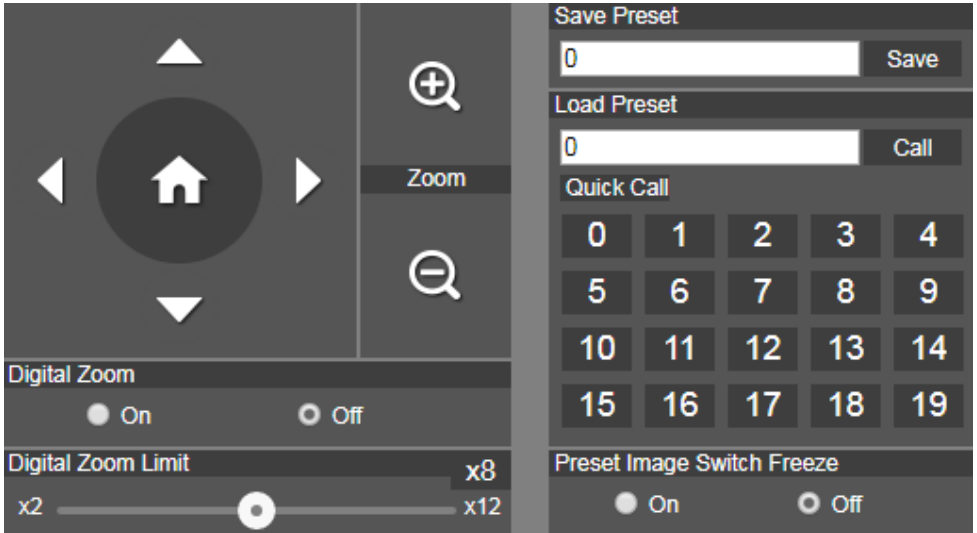 Zoom
Digital Zoom
On Off
Digital Zoom Limit
x8
x2 x12
Save Preset
0 Save
Load Preset
0 Call
Quick Call
0 1 2 3 4
5 6 7 8 9
10 11 12 13 14
15 16 17 18 19
Preset Image Switch Freeze
On Off